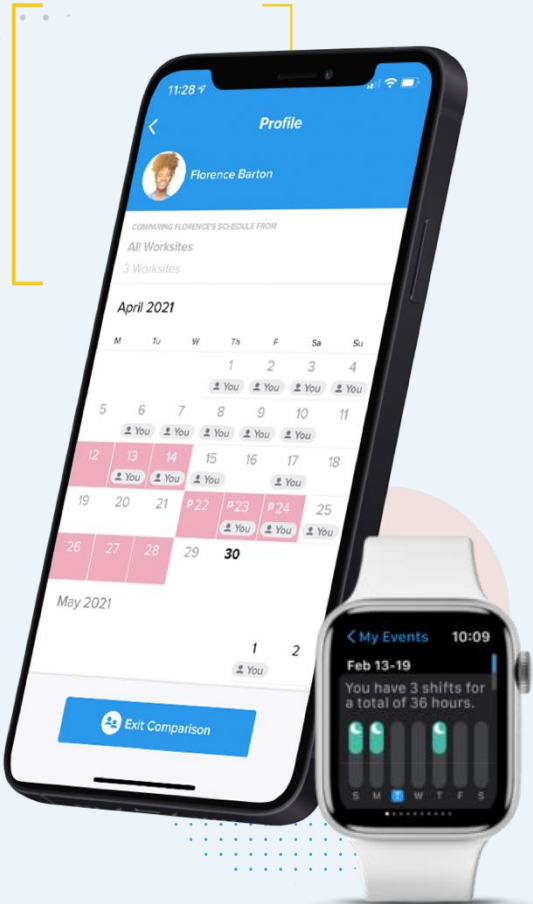 11:28
Profile
Florence Barton
COMPARING FLORENCE'S SCHEDULE FROM
All Worksites
3 Worksites
April 2021
M Tu W Th F Sa Su
1 2 3 4
You You You You
5 6 7 8 9 10 11
You You You You You
12 13 14 15 16 17 18
You You You You
19 20 21 P22 P23 P24 25
You You You
26 27 28 29 30
May 2021
1 2
You
Exit Comparison
My Events 10:09
Feb 13-19
You have 3 shifts for
a total of 36 hours.
S M T W T F S